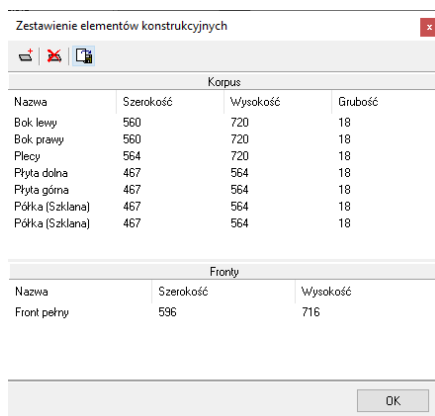 Zestawienie elementów konstrukcyjnych
x
Korpus
Nazwa Szerokość Wysokość Grubość
Bok lewy 560 720 18
Bok prawy 560 720 18
Plecy 564 720 18
Płyta dolna 467 564 18
Płyta górna 467 564 18
Półka (Szklana) 467 564 18
Półka (Szklana) 467 564 18
Fronty
Nazwa Szerokość Wysokość
Front pełny 596 716
OK